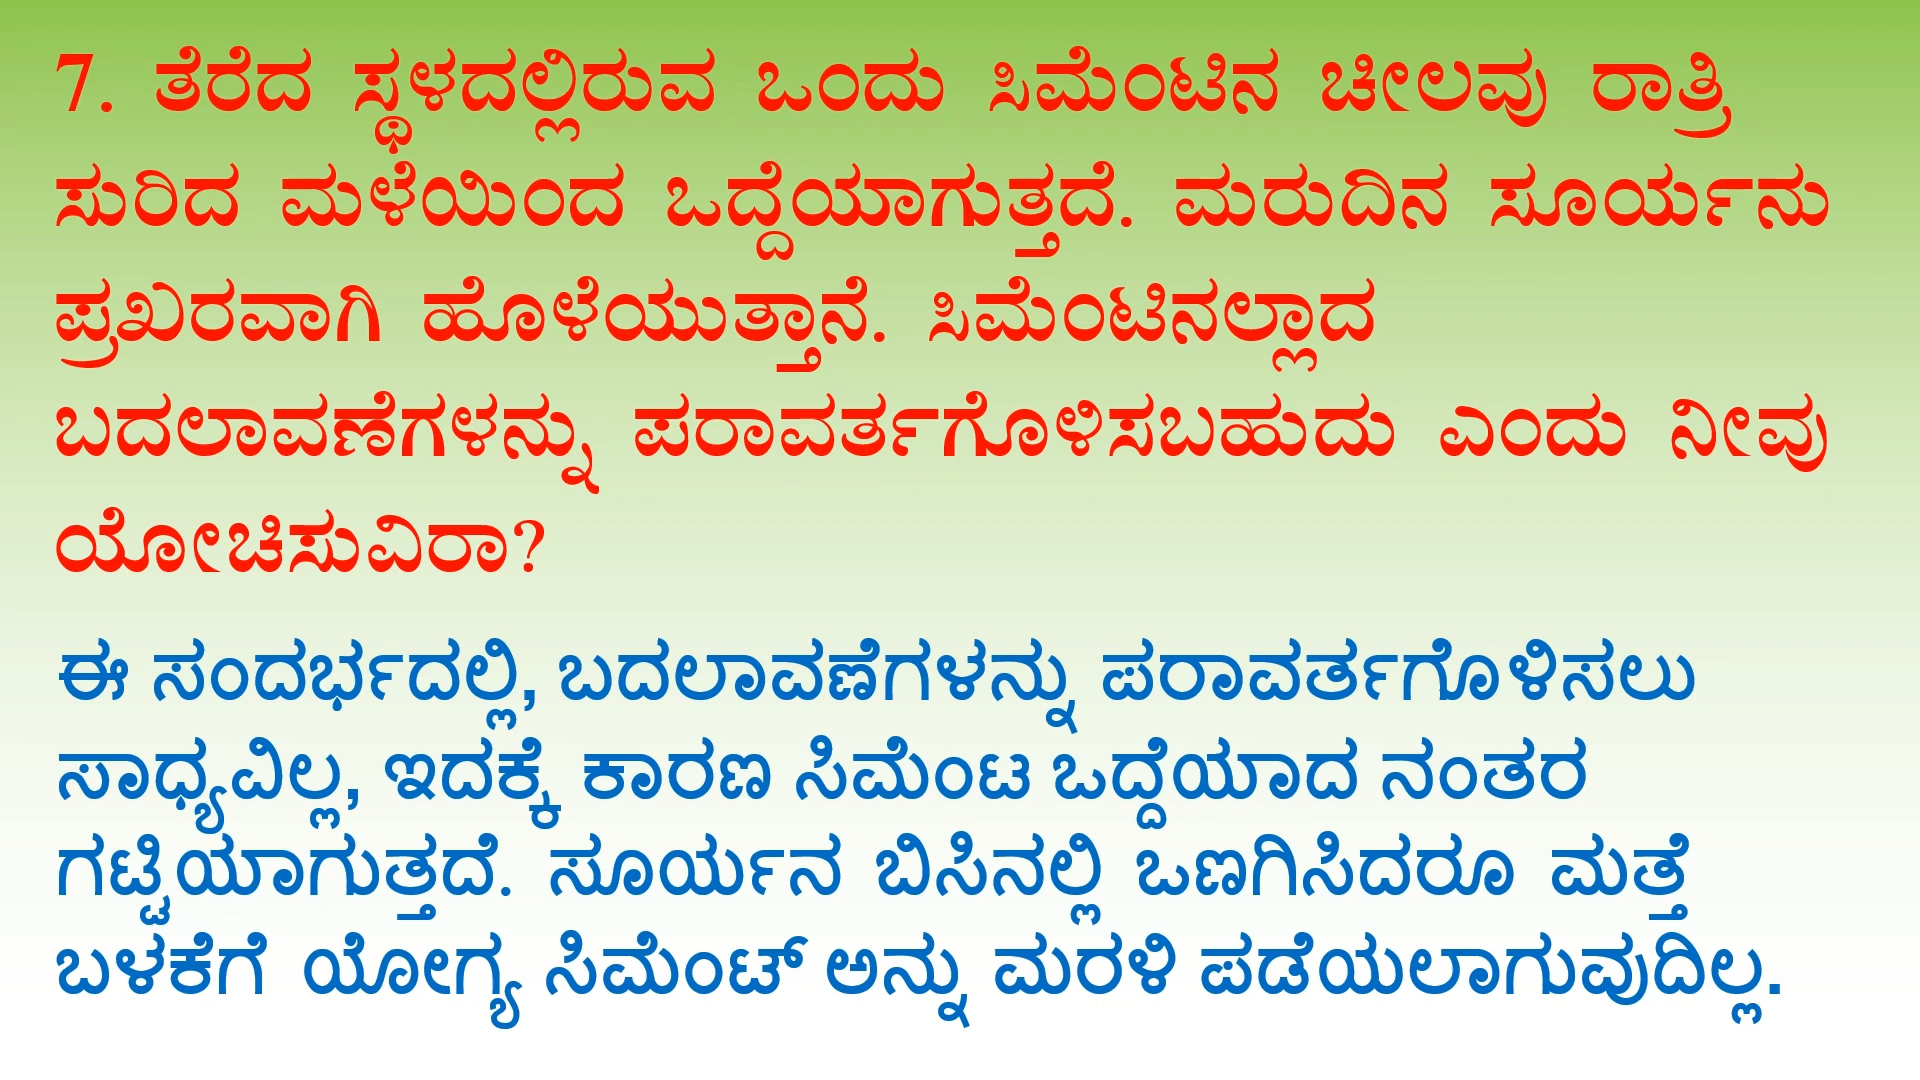 7. ತೆರೆದ ಸ್ಥಳದಲ್ಲಿರುವ ಒಂದು ಸಿಮೆಂಟಿನ ಚೀಲವು ರಾತ್ರಿ
ಸುರಿದ ಮಳೆಯಿಂದ ಒದ್ದೆಯಾಗುತ್ತದೆ. ಮರುದಿನ ಸೂರ್ಯನು
ಪ್ರಖರವಾಗಿ ಹೊಳೆಯುತ್ತಾನೆ. ಸಿಮೆಂಟಿನಲ್ಲಾದ
ಬದಲಾವಣೆಗಳನ್ನು ಪರಾವರ್ತಗೊಳಿಸಬಹುದು ಎಂದು ನೀವು
ಯೋಚಿಸುವಿರಾ?
ಈ ಸಂದರ್ಭದಲ್ಲಿ, ಬದಲಾವಣೆಗಳನ್ನು ಪರಾವರ್ತಗೊಳಿಸಲು
ಸಾಧ್ಯವಿಲ್ಲ, ಇದಕ್ಕೆ ಕಾರಣ ಸಿಮೆಂಟ ಒದ್ದೆಯಾದ ನಂತರ
ಗಟ್ಟಿಯಾಗುತ್ತದೆ. ಸೂರ್ಯನ ಬಿಸಿನಲ್ಲಿ ಒಣಗಿಸಿದರೂ ಮತ್ತೆ
ಬಳಕೆಗೆ ಯೋಗ್ಯ ಸಿಮೆಂಟ್ ಅನ್ನು ಮರಳಿ ಪಡೆಯಲಾಗುವುದಿಲ್ಲ.